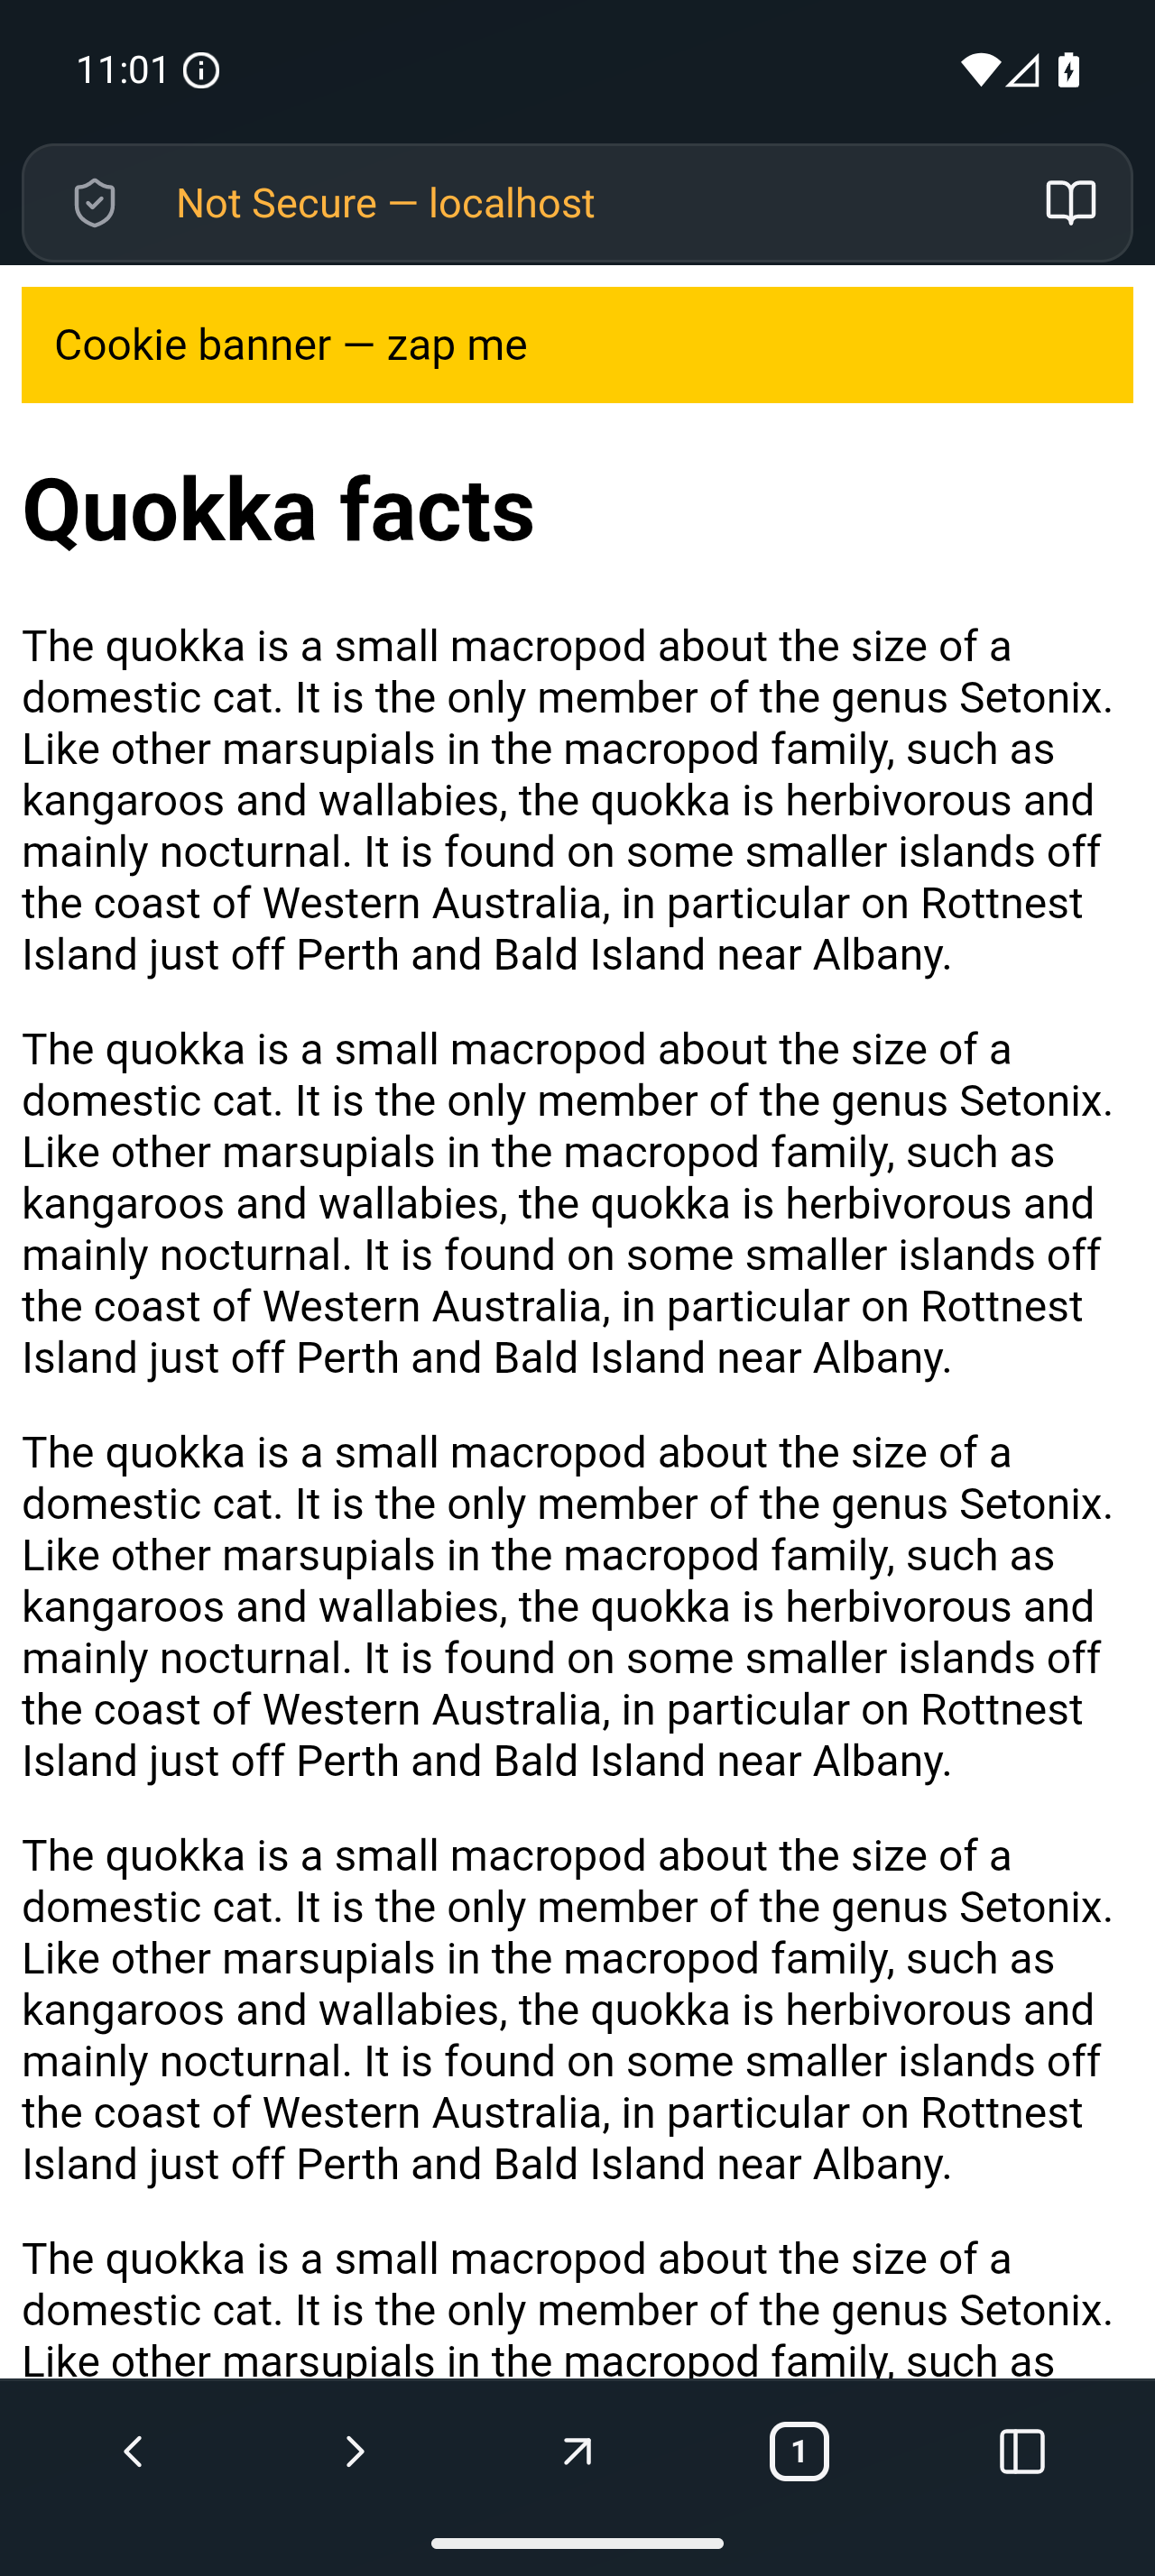 11:01
Not Secure — localhost
Cookie banner — zap me
Quokka facts
The quokka is a small macropod about the size of a
domestic cat. It is the only member of the genus Setonix.
Like other marsupials in the macropod family, such as
kangaroos and wallabies, the quokka is herbivorous and
mainly nocturnal. It is found on some smaller islands off
the coast of Western Australia, in particular on Rottnest
Island just off Perth and Bald Island near Albany.
The quokka is a small macropod about the size of a
domestic cat. It is the only member of the genus Setonix.
Like other marsupials in the macropod family, such as
kangaroos and wallabies, the quokka is herbivorous and
mainly nocturnal. It is found on some smaller islands off
the coast of Western Australia, in particular on Rottnest
Island just off Perth and Bald Island near Albany.
The quokka is a small macropod about the size of a
domestic cat. It is the only member of the genus Setonix.
Like other marsupials in the macropod family, such as
kangaroos and wallabies, the quokka is herbivorous and
mainly nocturnal. It is found on some smaller islands off
the coast of Western Australia, in particular on Rottnest
Island just off Perth and Bald Island near Albany.
The quokka is a small macropod about the size of a
domestic cat. It is the only member of the genus Setonix.
Like other marsupials in the macropod family, such as
kangaroos and wallabies, the quokka is herbivorous and
mainly nocturnal. It is found on some smaller islands off
the coast of Western Australia, in particular on Rottnest
Island just off Perth and Bald Island near Albany.
The quokka is a small macropod about the size of a
domestic cat. It is the only member of the genus Setonix.
Like other marsupials in the macropod family, such as
1